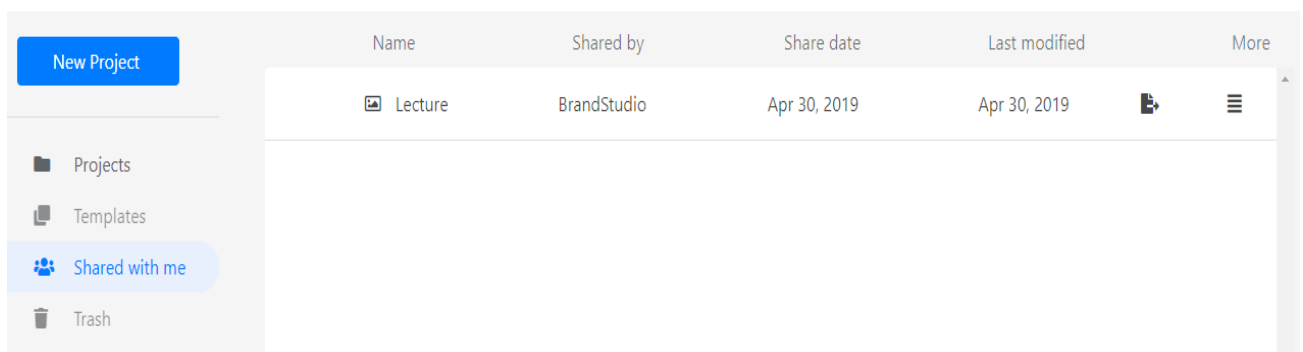 New Project
Projects
Templates
Shared with me
Trash
Name Shared by Share date Last modified More
Lecture BrandStudio Apr 30, 2019 Apr 30, 2019